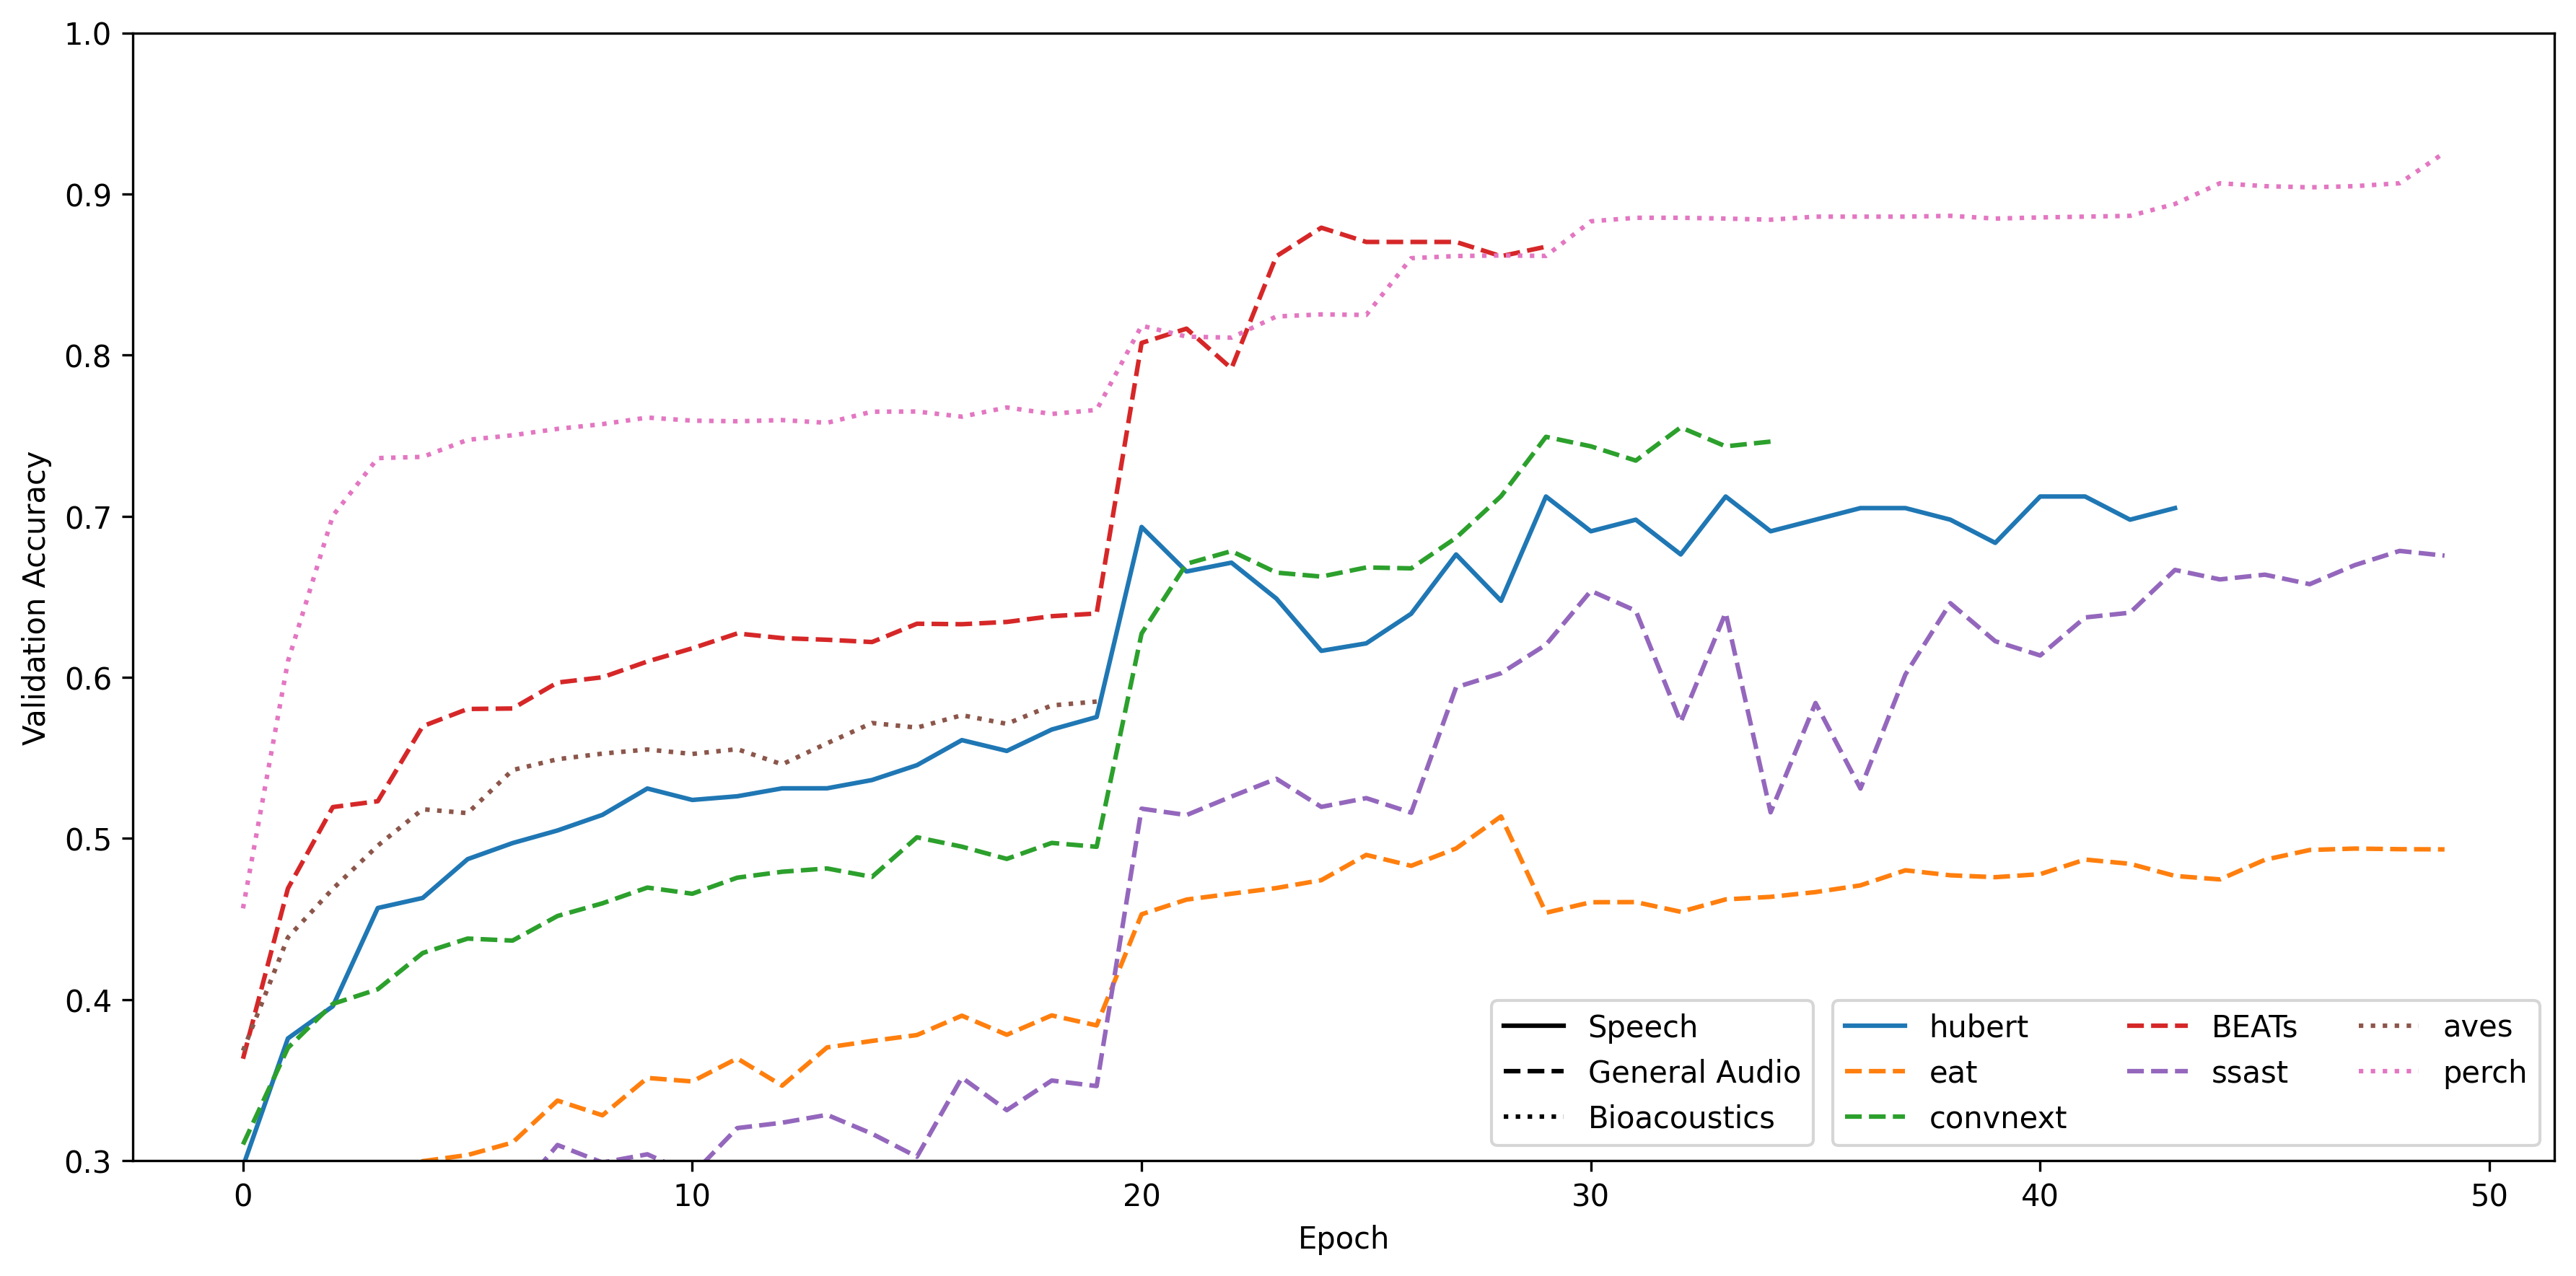 1.0
0.9
0.8
0.7
0.6
0.5
0.4
0.3
Validation Accuracy
0 10 20 30 40 50
Epoch
Speech
General Audio
Bioacoustics
hubert BEATs aves
eat ssast perch
convnext